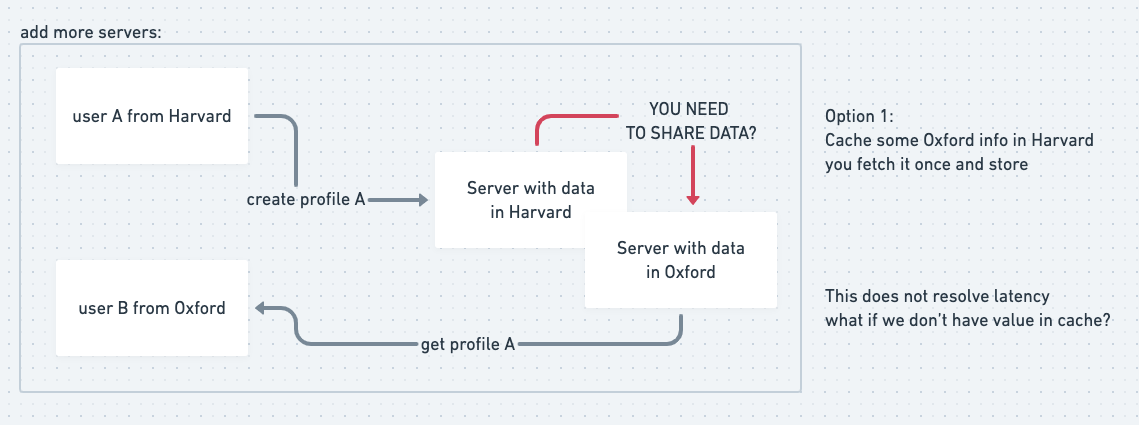 add more servers:
user A from Harvard
YOU NEED
TO SHARE DATA?
Option 1:
Cache some Oxford info in Harvard
you fetch it once and store
create profile A
Server with data
in Harvard
Server with data
in Oxford
user B from Oxford
get profile A
This does not resolve latency
what if we don’t have value in cache?